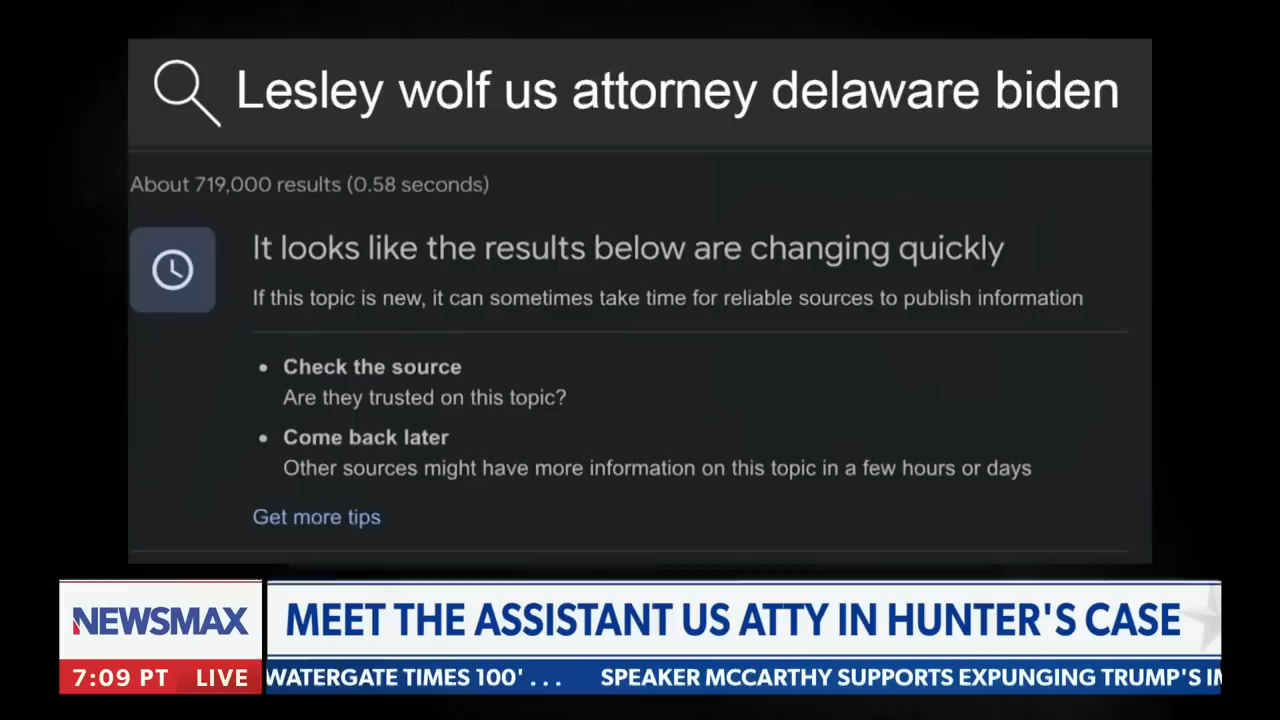 Lesley wolf us attorney delaware biden
About 719,000 results (0.58 seconds)
It looks like the results below are changing quickly
If this topic is new, it can sometimes take time for reliable sources to publish information
• Check the source
Are they trusted on this topic?
• Come back later
Other sources might have more information on this topic in a few hours or days
Get more tips
NEWSMAX
MEET THE ASSISTANT US ATTY IN HUNTER'S CASE
7:09 PT LIVE
WATERGATE TIMES 100' . . . SPEAKER MCCARTHY SUPPORTS EXPUNGING TRUMP'S